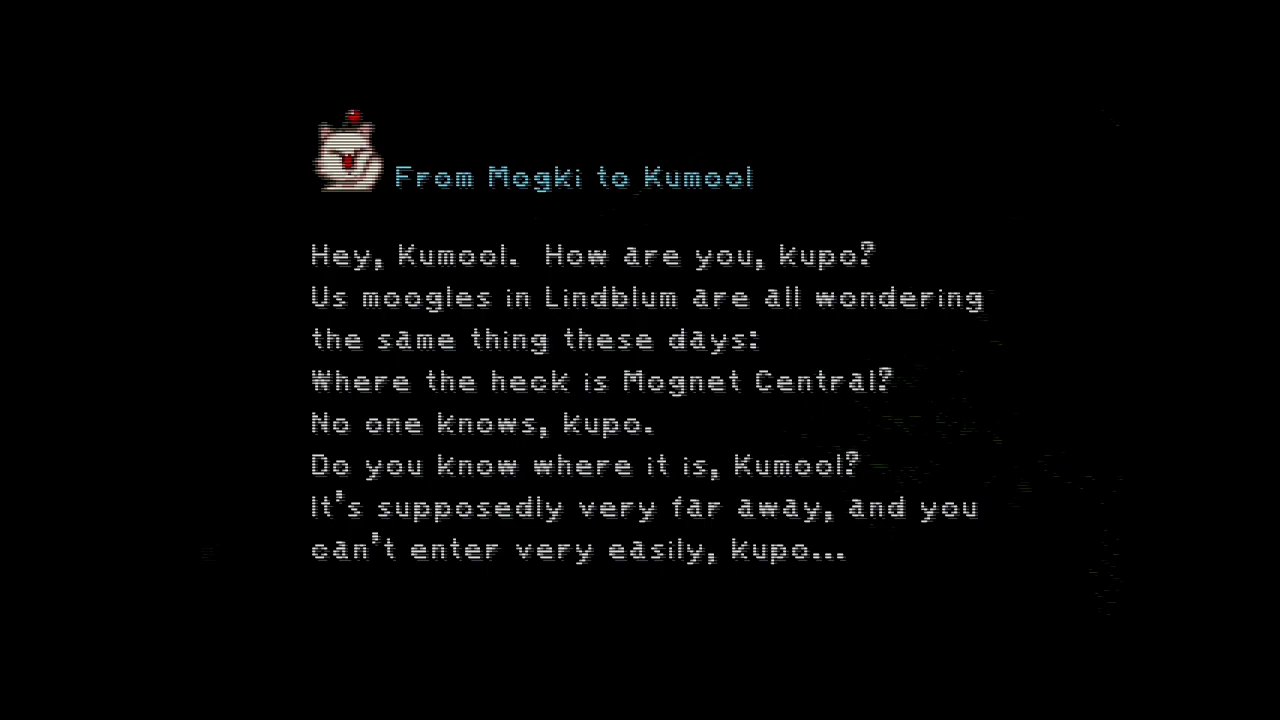 From Mogki to Kumool
Hey, Kumool.  How are you, kupo?
Us moogles in Lindblum are all wondering
the same thing these days:
Where the heck is Mognet Central?
No one knows, kupo.
Do you know where it is, Kumool?
It's supposedly very far away, and you
can't enter very easily, kupo...